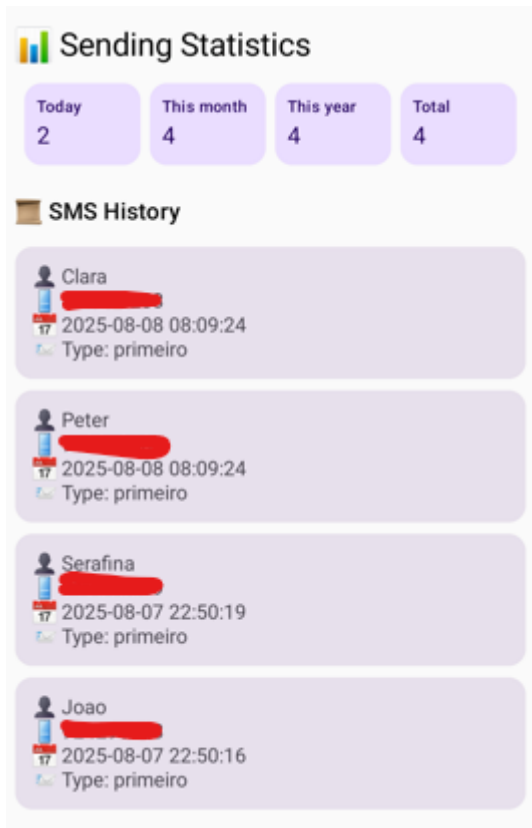 Sending Statistics
Today
2
This month
4
This year
4
Total
4
SMS History
Clara
2025-08-08 08:09:24
Type: primeiro
Peter
2025-08-08 08:09:24
Type: primeiro
Serafina
2025-08-07 22:50:19
Type: primeiro
Joao
2025-08-07 22:50:16
Type: primeiro